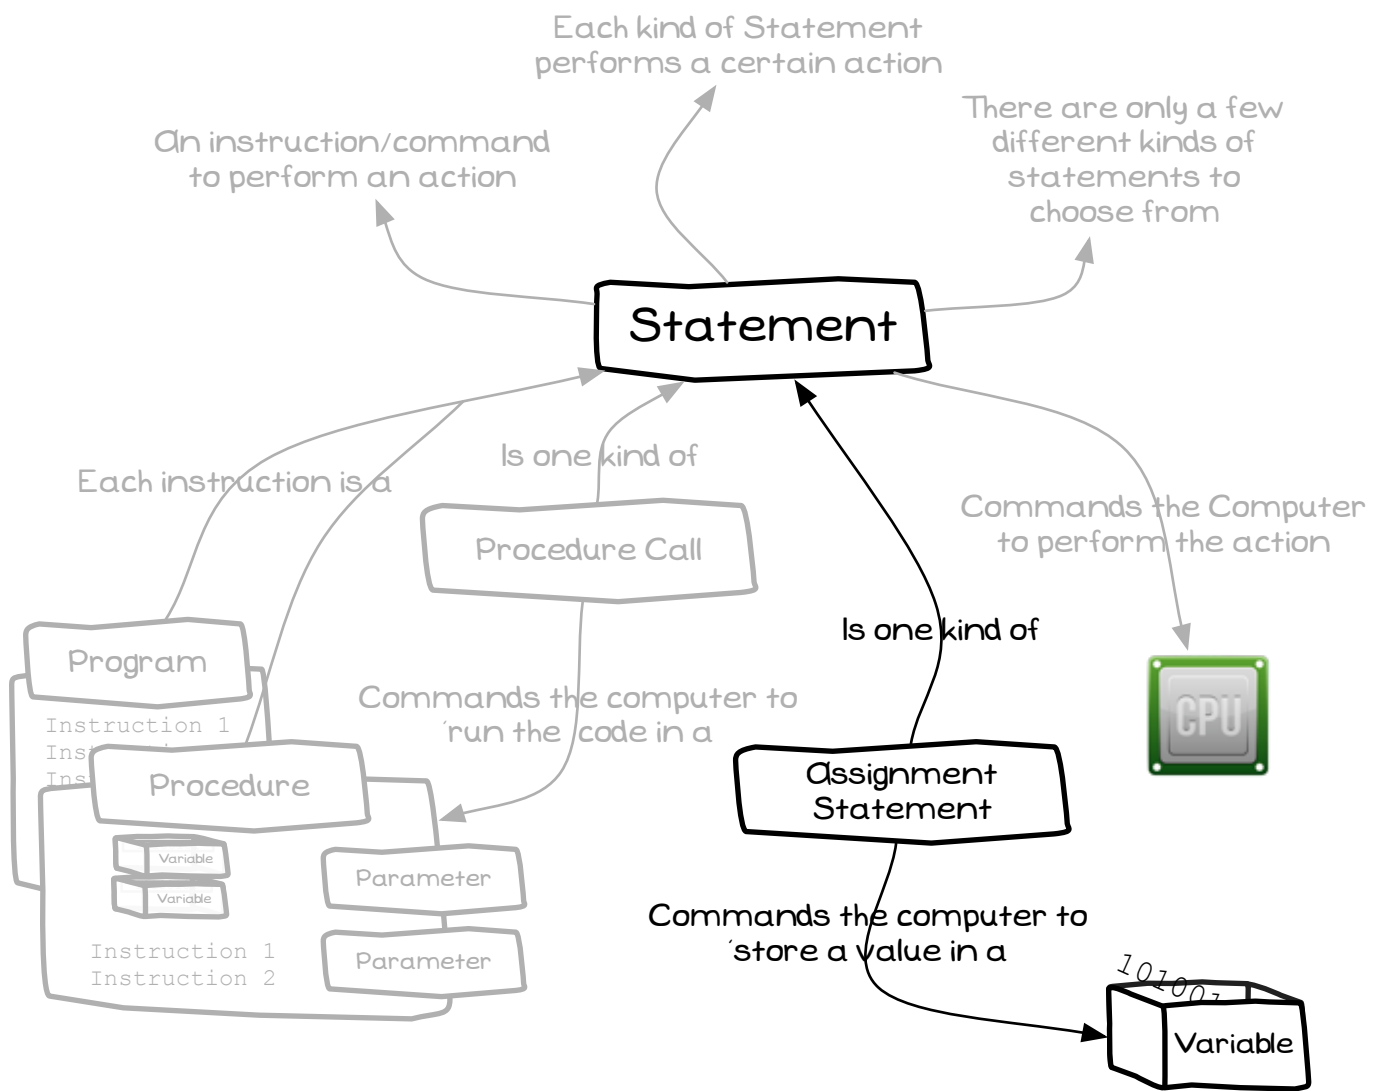 Each kind of Statement
performs a certain action
There are only a few
different kinds of
statements to
choose from
An instruction/command
to perform an action
Statement
Each instruction is a
Is one kind of
Procedure Call
Commands the Computer
to perform the action
Is one kind of
Program
Instruction 1
Commands the computer to
run the code in a
CPU
Procedure
Assignment
Statement
Variable
Variable
Parameter
Parameter
Instruction 1
Instruction 2
Commands the computer to
store a value in a
101001
Variable